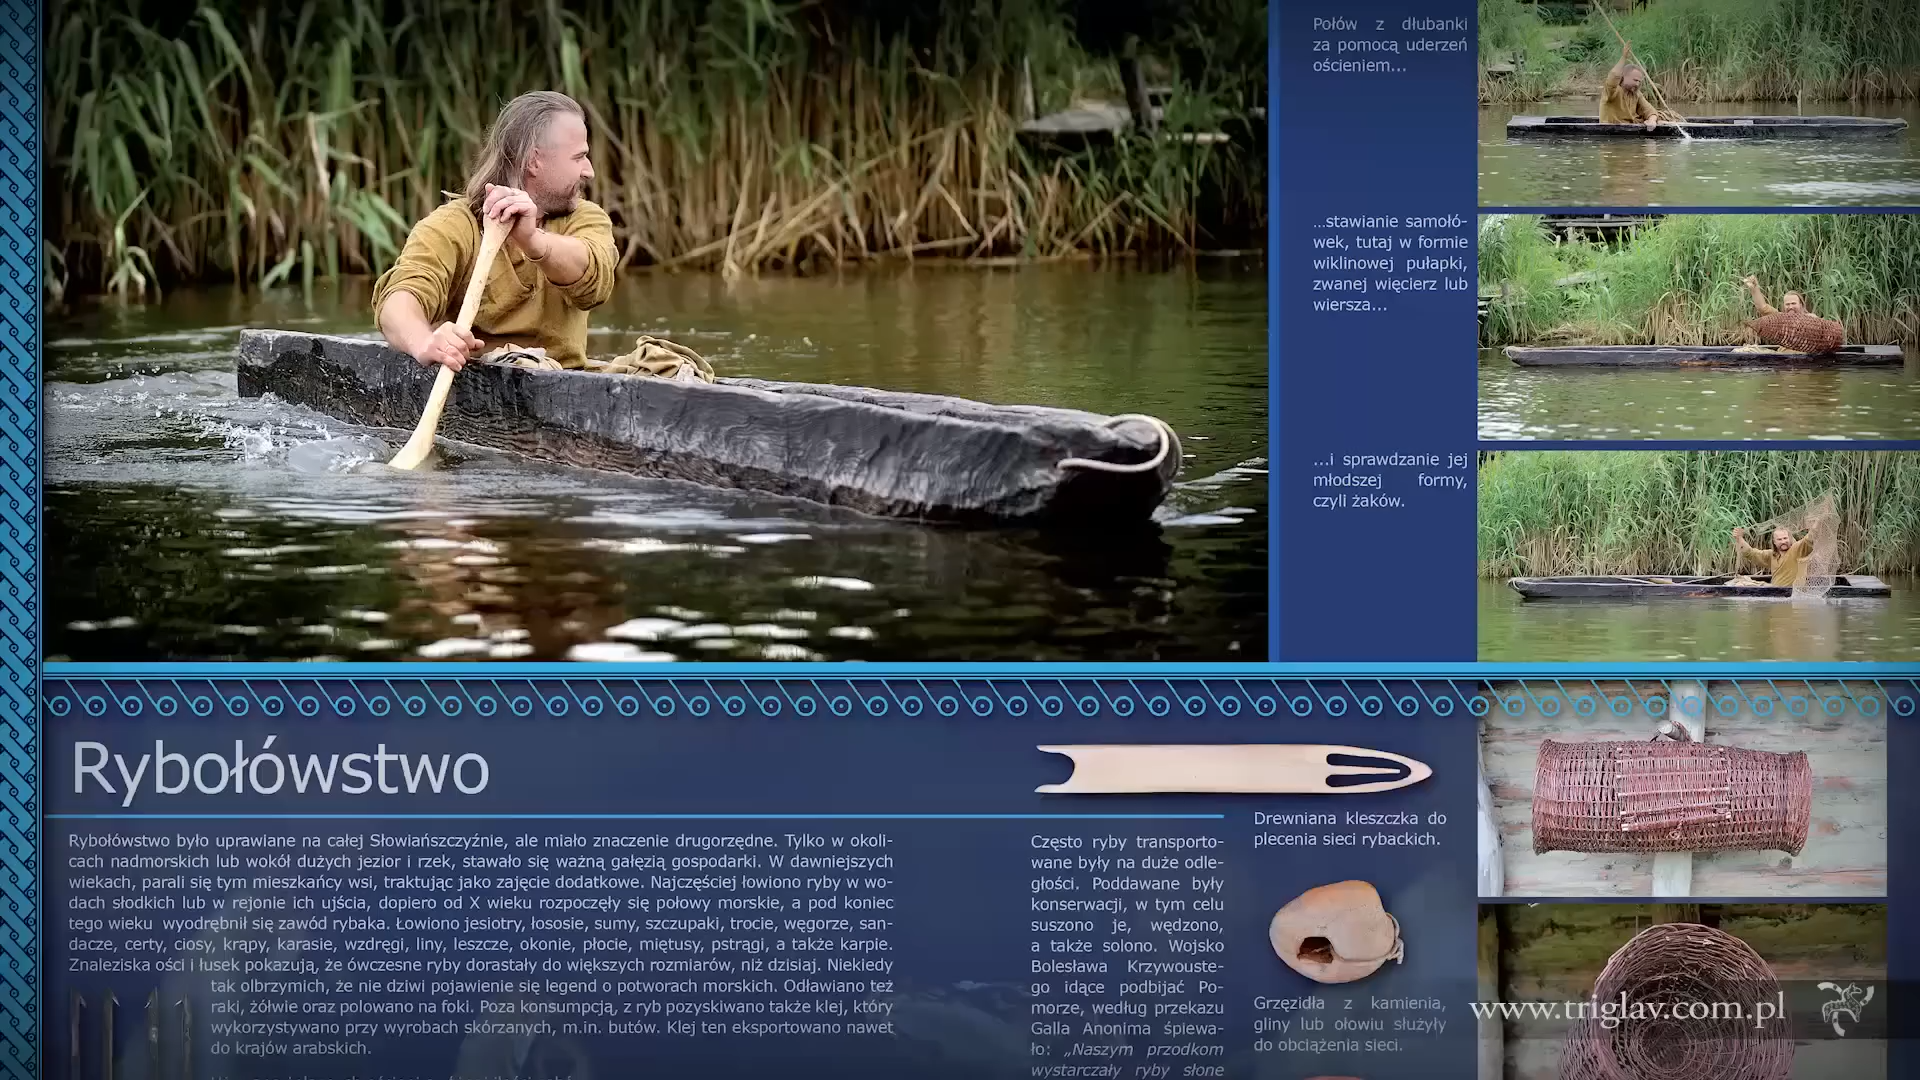 Połów z dłubanki
za pomocą uderzeń
ościeniem...
...stawianie samołó-
wek, tutaj w formie
wiklinowej pułapki,
zwanej więcierz lub
wiersza...
...i sprawdzanie jej
młodszej formy,
czyli żaków.
Rybołówstwo
Rybołówstwo było uprawiane na całej Słowiańszczyźnie, ale miało znaczenie drugorzędne. Tylko w okoli-
cach nadmorskich lub wokół dużych jezior i rzek, stawało się ważną gałęzią gospodarki. W dawniejszych
wiekach, parali się tym mieszkańcy wsi, traktując jako zajęcie dodatkowe. Najczęściej łowiono ryby w wo-
dach słodkich lub w rejonie ich ujścia, dopiero od X wieku rozpoczęły się połowy morskie, a pod koniec
tego wieku wyodrębnił się zawód rybaka. Łowiono jesiotry, łososie, sumy, szczupaki, trocie, węgorze, san-
dacze, certy, ciosy, krąpy, karasie, wzdręgi, liny, leszcze, okonie, płocie, miętusy, pstrągi, a także karpie.
Znaleziska ości i łusek pokazują, że ówczesne ryby dorastały do większych rozmiarów, niż dzisiaj. Niekiedy
tak olbrzymich, że nie dziwi pojawienie się legend o potworach morskich. Odławiano też
raki, żółwie oraz polowano na foki. Poza konsumpcją, z ryb pozyskiwano także klej, który
wykorzystywano przy wyrobach skórzanych, m.in. butów. Klej ten eksportowano nawet
do krajów arabskich.
Często ryby transporto-
wane były na duże odle-
głości. Poddawane były
konserwacji, w tym celu
suszono je, wędzono,
a także solono. Wojsko
Bolesława Krzywouste-
go idące podbijać Po-
morze, według przekazu
Galla Anonima śpiewa-
ło: „Naszym przodkom
wystarczały ryby słone
Drewniana kleszczka do
plecenia sieci rybackich.
Grzęzidła z kamienia,
gliny lub ołowiu służyły
do obciążenia sieci.
www.triglav.com.pl